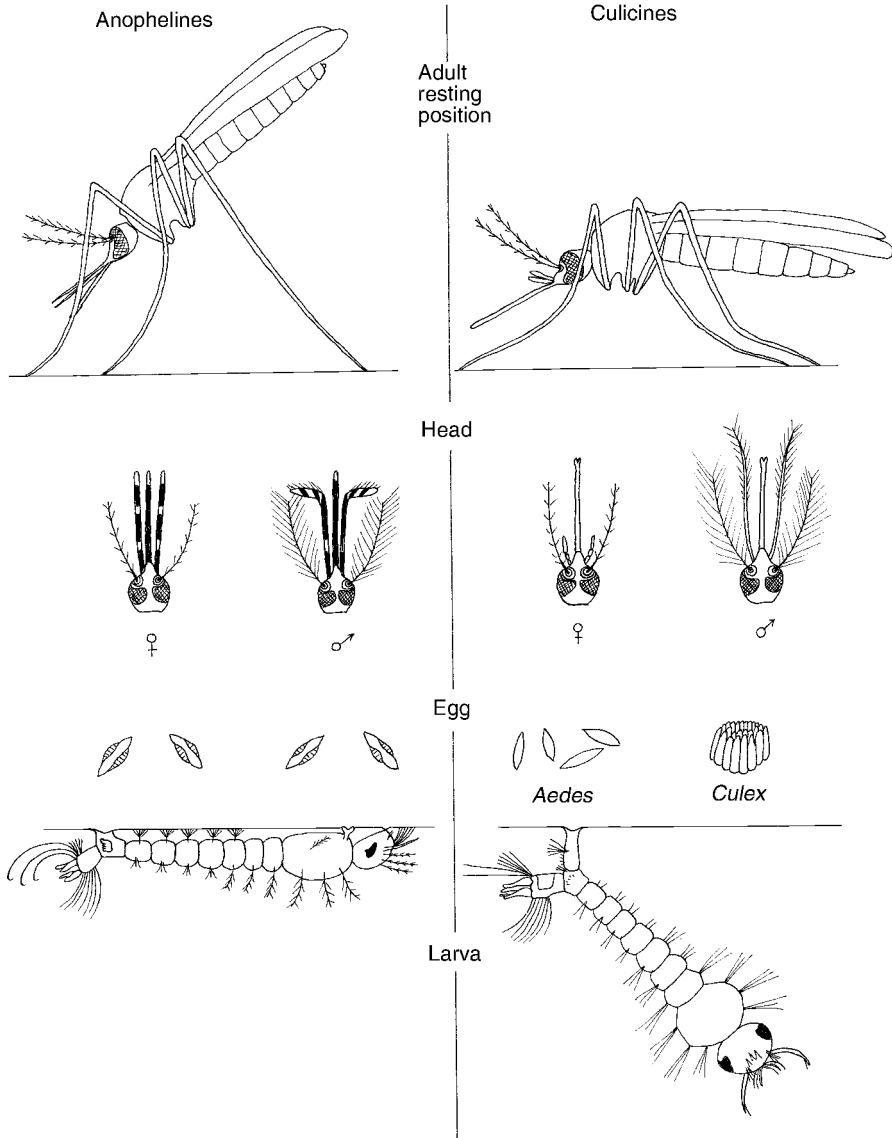 Anophelines
Culicines
Adult
resting
position
Head
♀
♂
♀
♂
Egg
Aedes
Culex
Larva